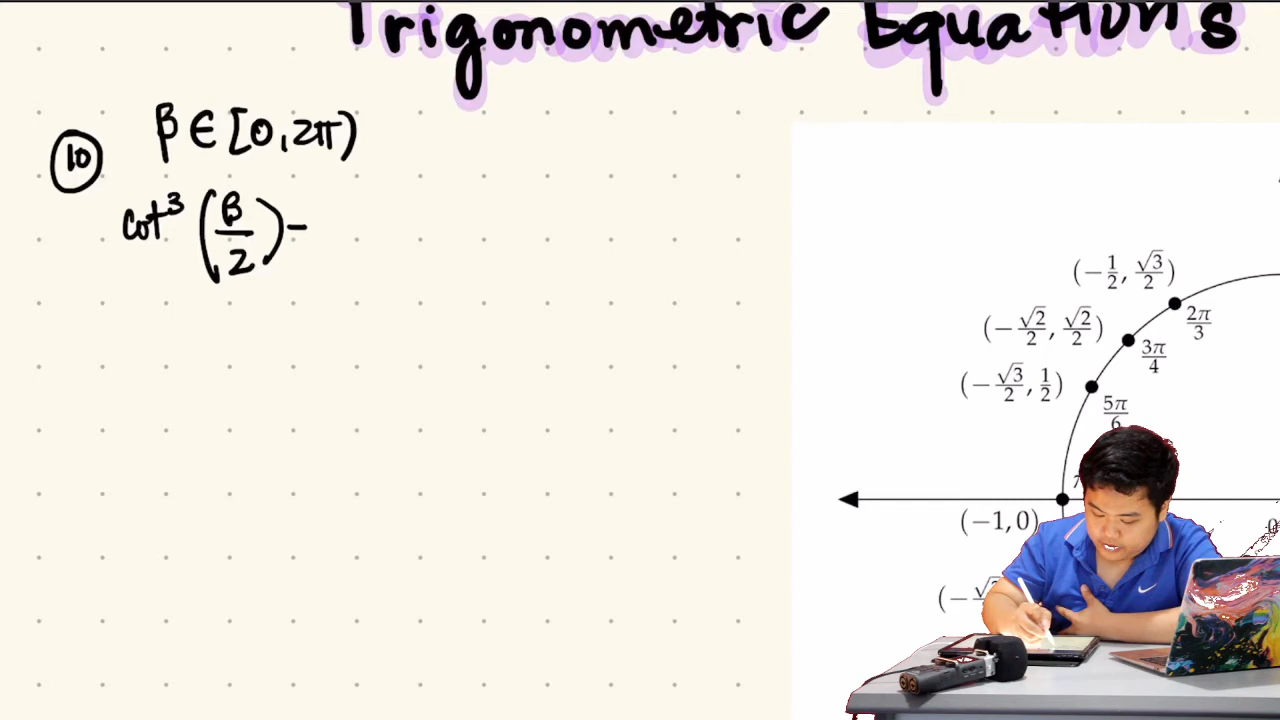 Trigonometric Equations
⑩ β ∈ [0, 2π)
cot³ (β/2) -
(-1/2, √3/2)
2π/3
(-√2/2, √2/2)
3π/4
(-√3/2, 1/2)
5π/6
(-1, 0)